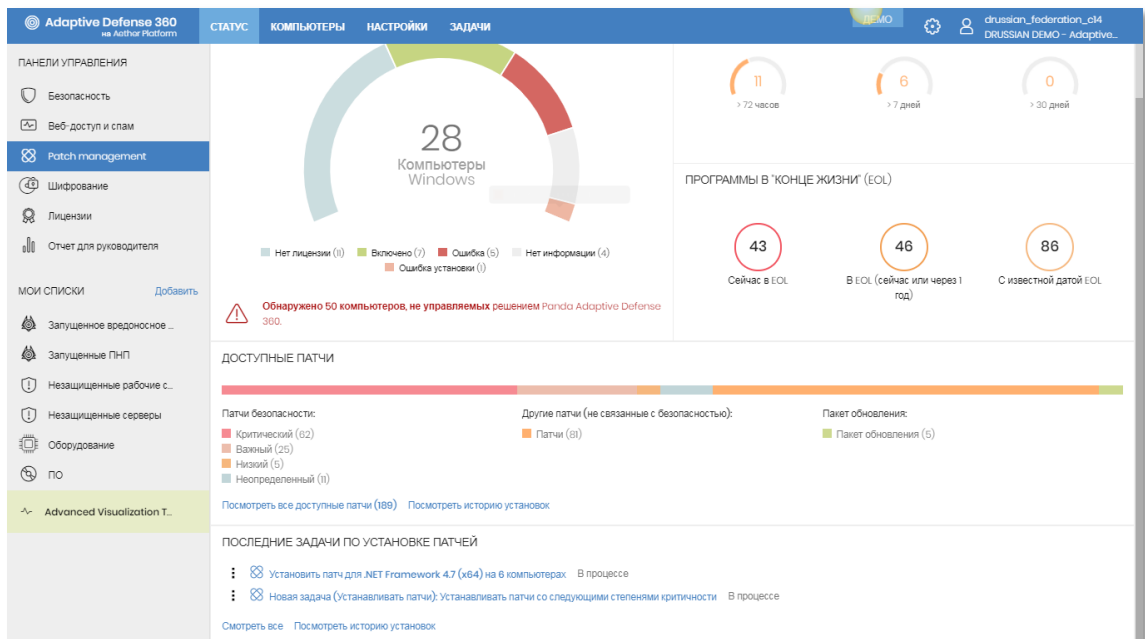 Adaptive Defense 360
на Aether Platform
СТАТУС
КОМПЬЮТЕРЫ
НАСТРОЙКИ
ЗАДАЧИ
ДЕМО
drussian_federation_c14
DRUSSIAN DEMO - Adaptive...
ПАНЕЛИ УПРАВЛЕНИЯ
Безопасность
Веб-доступ и спам
Patch management
Шифрование
Лицензии
Отчет для руководителя
МОИ СПИСКИ
Добавить
Запущенное вредоносное ...
Запущенные ПНП
Незащищенные рабочие с...
Незащищенные серверы
Оборудование
ПО
Advanced Visualization T...
28
Компьютеры
Windows
Нет лицензии (11)
Включено (7)
Ошибка (5)
Нет информации (4)
Ошибка установки (1)
Обнаружено 50 компьютеров, не управляемых решением Panda Adaptive Defense
360.
11
> 72 часов
6
> 7 дней
0
> 30 дней
ПРОГРАММЫ В "КОНЦЕ ЖИЗНИ" (EOL)
43
Сейчас в EOL
46
В EOL (сейчас или через 1
год)
86
С известной датой EOL
ДОСТУПНЫЕ ПАТЧИ
Патчи безопасности:
Критический (62)
Важный (25)
Низкий (5)
Неопределенный (11)
Другие патчи (не связанные с безопасностью):
Патчи (81)
Пакет обновления:
Пакет обновления (5)
Посмотреть все доступные патчи (189)
Посмотреть историю установок
ПОСЛЕДНИЕ ЗАДАЧИ ПО УСТАНОВКЕ ПАТЧЕЙ
Установить патч для .NET Framework 4.7 (x64) на 6 компьютерах В процессе
Новая задача (Устанавливать патчи): Устанавливать патчи со следующими степенями критичности В процессе
Смотреть все
Посмотреть историю установок